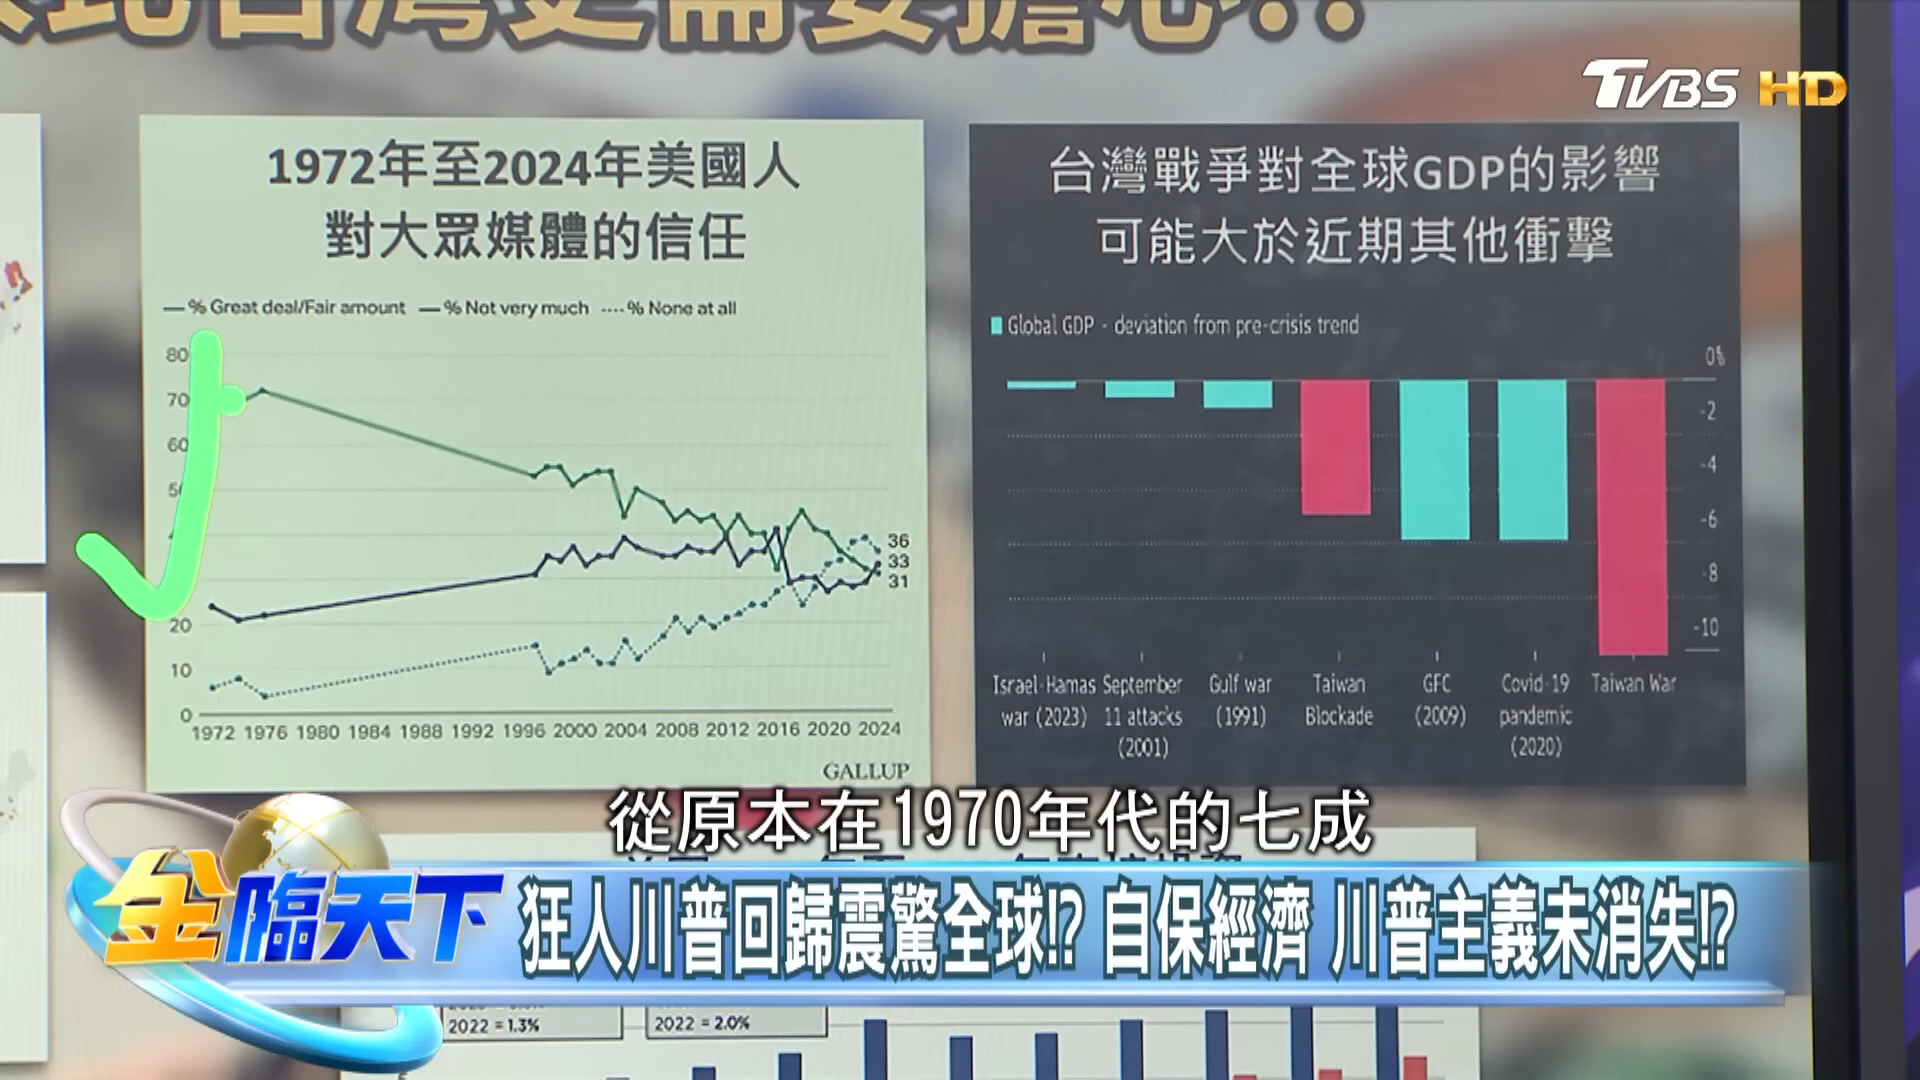 比台灣更需要擔心??
TVBS HD
1972年至2024年美國人
對大眾媒體的信任
% Great deal/Fair amount % Not very much % None at all
80
70
60
20
10
0
36
33
31
1972 1976 1980 1984 1988 1992 1996 2000 2004 2008 2012 2016 2020 2024
GALLUP
台灣戰爭對全球GDP的影響
可能大於近期其他衝擊
Global GDP - deviation from pre-crisis trend
0%
-2
-4
-6
-8
-10
Israel-Hamas war (2023)
September 11 attacks (2001)
Gulf war (1991)
Taiwan Blockade
GFC (2009)
Covid-19 pandemic (2020)
Taiwan War
從原本在1970年代的七成
金臨天下
狂人川普回歸震驚全球!? 自保經濟 川普主義未消失!?
2022 = 1.3%
2022 = 2.0%